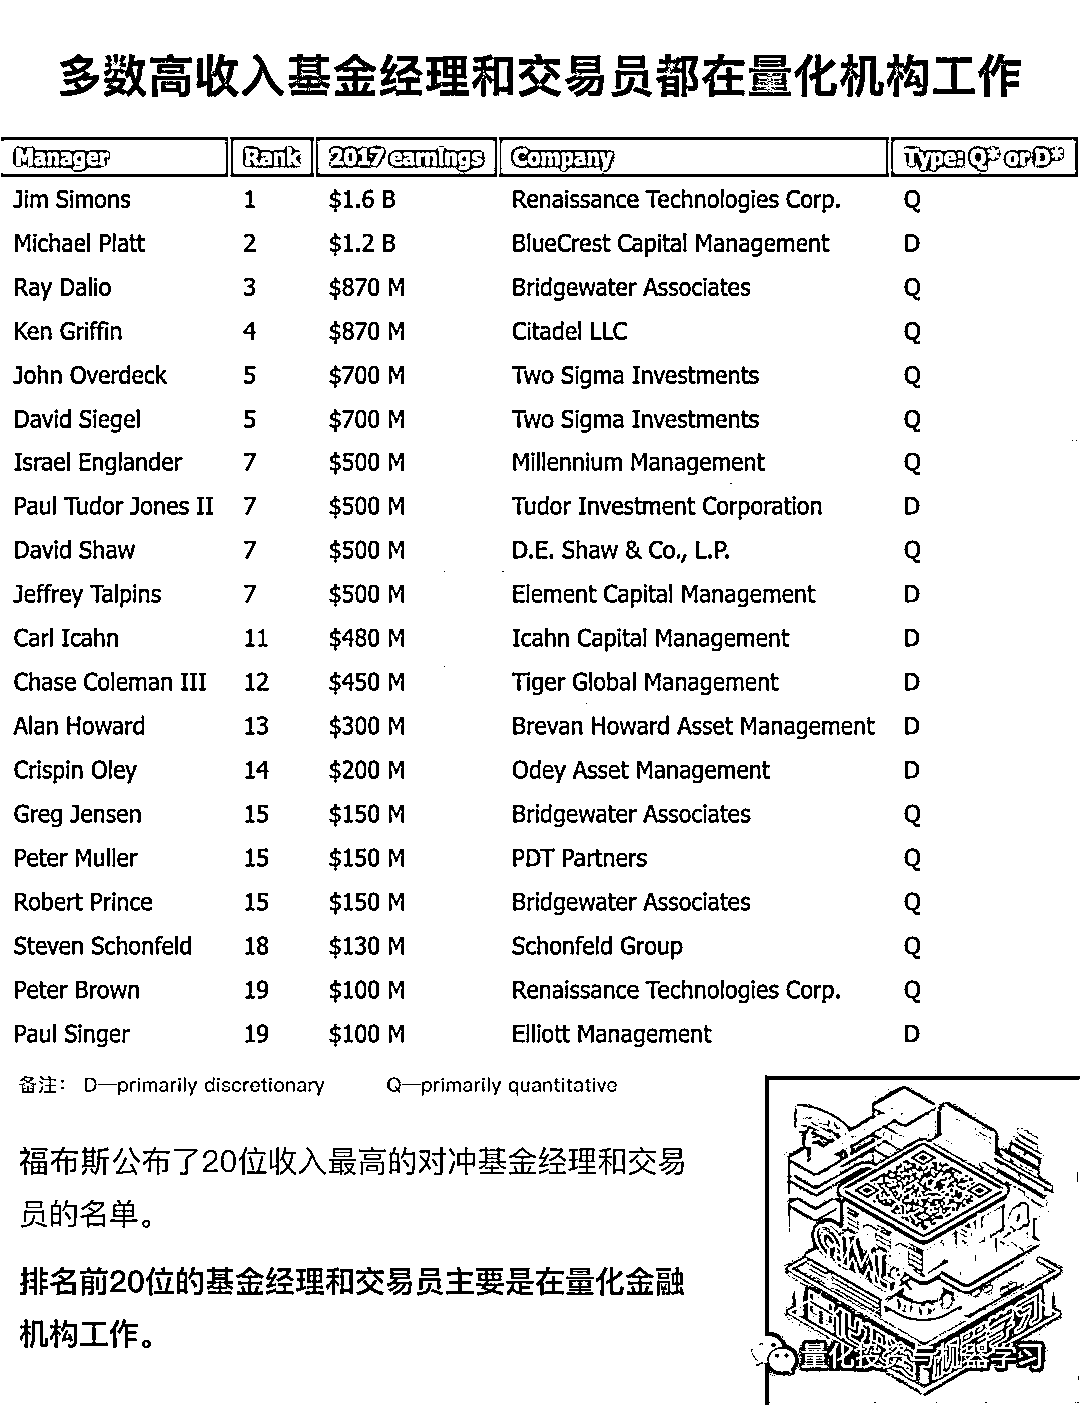 多数高收入基金经理和交易员都在量化机构工作
Manager Rank 2017 earnings Company Type: Q* or D*
Jim Simons 1 $1.6 B Renaissance Technologies Corp. Q
Michael Platt 2 $1.2 B BlueCrest Capital Management D
Ray Dalio 3 $870 M Bridgewater Associates Q
Ken Griffin 4 $870 M Citadel LLC Q
John Overdeck 5 $700 M Two Sigma Investments Q
David Siegel 5 $700 M Two Sigma Investments Q
Israel Englander 7 $500 M Millennium Management Q
Paul Tudor Jones II 7 $500 M Tudor Investment Corporation D
David Shaw 7 $500 M D.E. Shaw & Co., L.P. Q
Jeffrey Talpins 7 $500 M Element Capital Management D
Carl Icahn 11 $480 M Icahn Capital Management D
Chase Coleman III 12 $450 M Tiger Global Management D
Alan Howard 13 $300 M Brevan Howard Asset Management D
Crispin Oley 14 $200 M Odey Asset Management D
Greg Jensen 15 $150 M Bridgewater Associates Q
Peter Muller 15 $150 M PDT Partners Q
Robert Prince 15 $150 M Bridgewater Associates Q
Steven Schonfeld 18 $130 M Schonfeld Group Q
Peter Brown 19 $100 M Renaissance Technologies Corp. Q
Paul Singer 19 $100 M Elliott Management D
备注： D—primarily discretionary Q—primarily quantitative
福布斯公布了20位收入最高的对冲基金经理和交易
员的名单。
排名前20位的基金经理和交易员主要是在量化金融
机构工作。
量化投资与机器学习